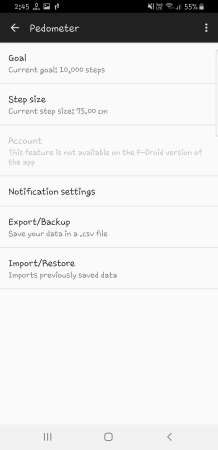 2:45
55%
Pedometer
Goal
Current goal: 10,000 steps
Step size
Current step size: 75.00 cm
Account
This feature is not available on the F-Droid version of
the app
Notification settings
Export/Backup
Save your data in a .csv file
Import/Restore
Imports previously saved data